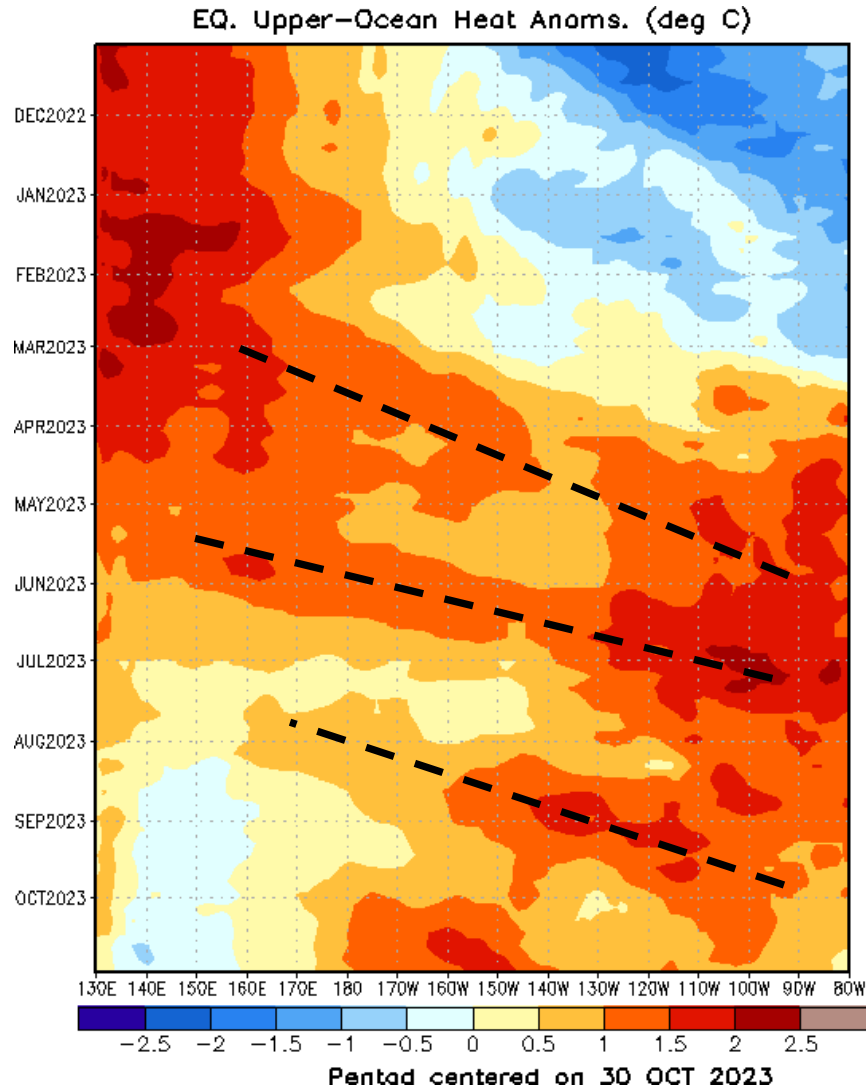 EQ. Upper-Ocean Heat Anoms. (deg C)
DEC2022
JAN2023
FEB2023
MAR2023
APR2023
MAY2023
JUN2023
JUL2023
AUG2023
SEP2023
OCT2023
130E 140E 150E 160E 170E 180 170W 160W 150W 140W 130W 120W 110W 100W 90W 80W
-2.5 -2 -1.5 -1 -0.5 0 0.5 1 1.5 2 2.5
Pentad centered on 30 OCT 2023